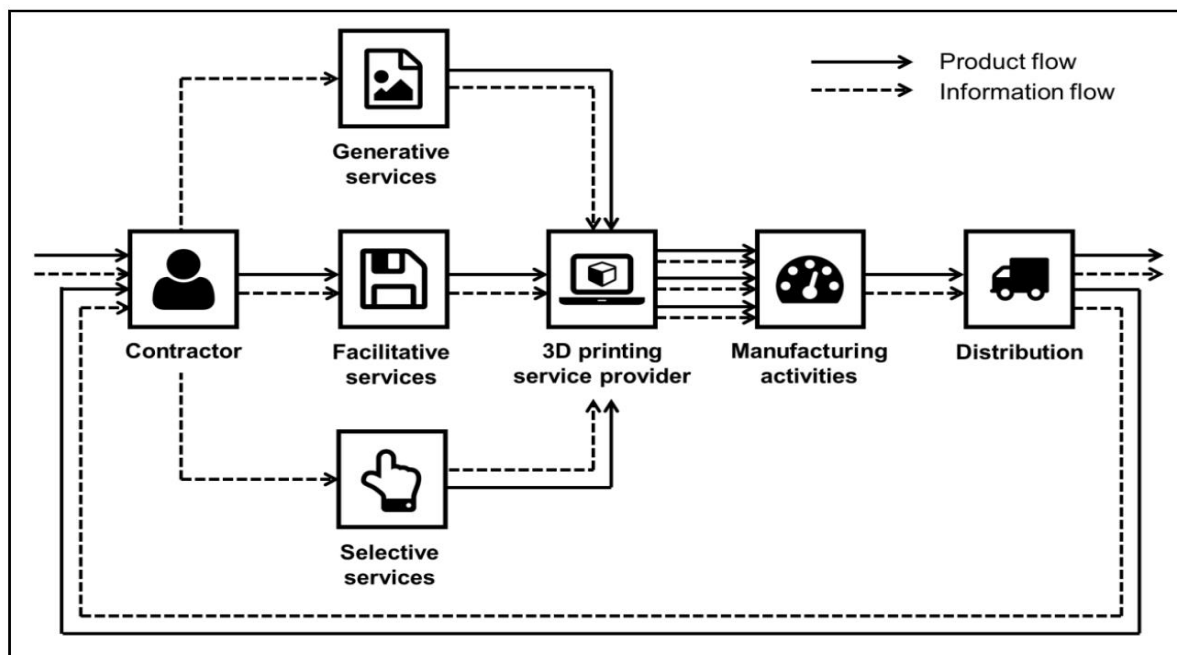 Product flow
Information flow
Generative
services
Contractor
Facilitative
services
3D printing
service provider
Manufacturing
activities
Distribution
Selective
services